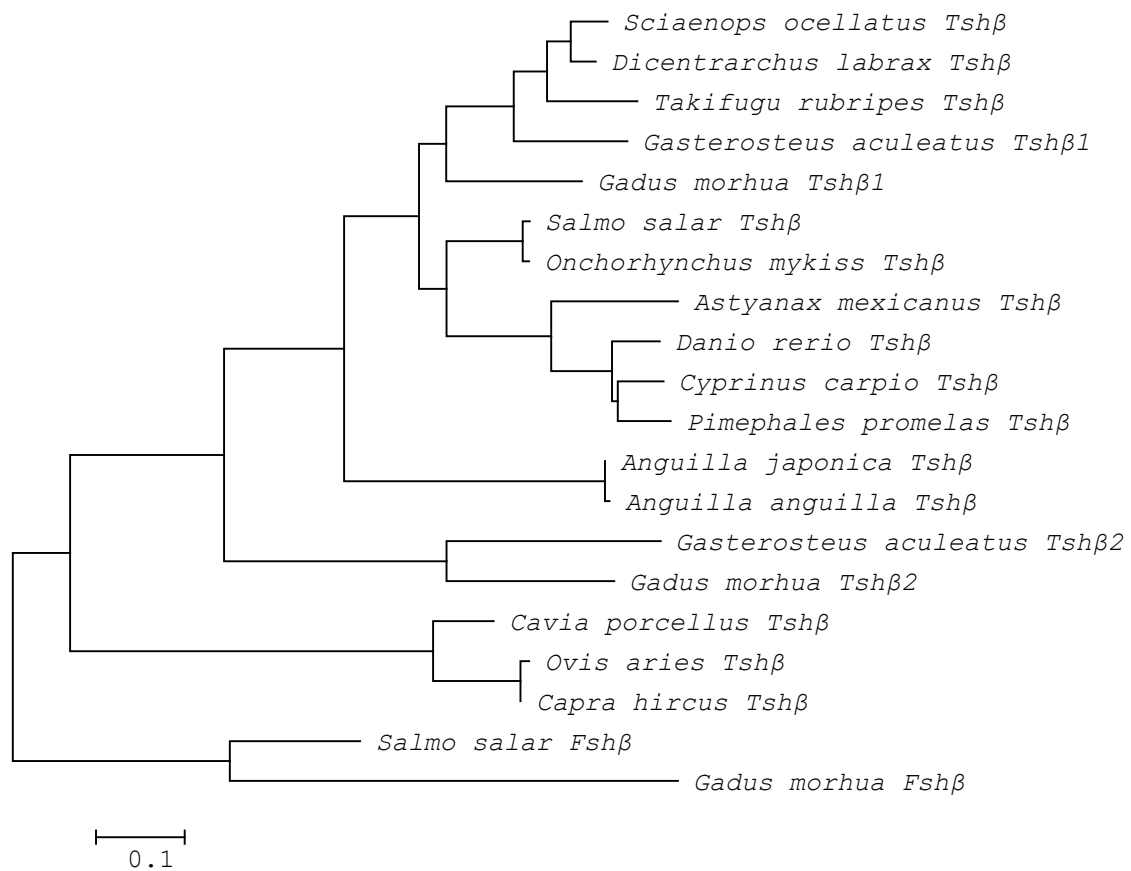 Sciaenops ocellatus Tshβ
Dicentrarchus labrax Tshβ
Takifugu rubripes Tshβ
Gasterosteus aculeatus Tshβ1
Gadus morhua Tshβ1
Salmo salar Tshβ
Onchorhynchus mykiss Tshβ
Astyanax mexicanus Tshβ
Danio rerio Tshβ
Cyprinus carpio Tshβ
Pimephales promelas Tshβ
Anguilla japonica Tshβ
Anguilla anguilla Tshβ
Gasterosteus aculeatus Tshβ2
Gadus morhua Tshβ2
Cavia porcellus Tshβ
Ovis aries Tshβ
Capra hircus Tshβ
Salmo salar Fshβ
Gadus morhua Fshβ
0.1